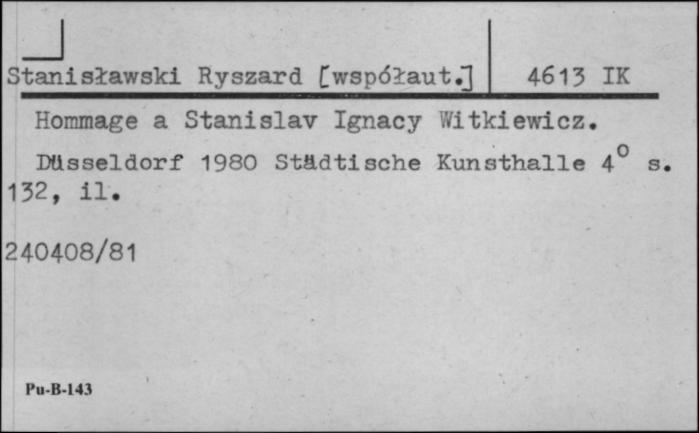 Stanisławski Ryszard [współaut.] 4613 IK
Hommage a Stanislav Ignacy Witkiewicz.
Düsseldorf 1980 Städtische Kunsthalle 4° s.
132, il.
240408/81
Pu-B-143